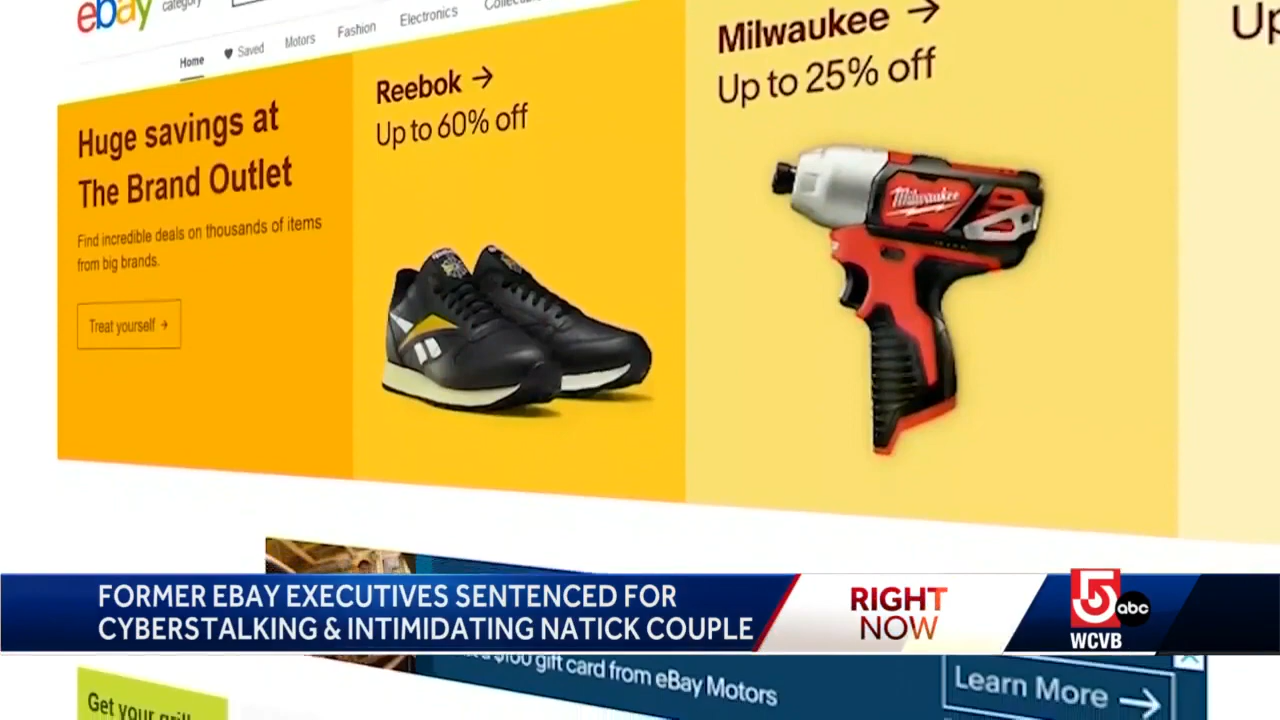 ebay
category
Electronics
Fashion
Motors
Saved
Home
Huge savings at
The Brand Outlet
Find incredible deals on thousands of items
from big brands.
Treat yourself →
Reebok →
Up to 60% off
Milwaukee →
Up to 25% off
Milwaukee
FORMER EBAY EXECUTIVES SENTENCED FOR
CYBERSTALKING & INTIMIDATING NATICK COUPLE
RIGHT
NOW
5
abc
WCVB
a $100 gift card from eBay Motors
Learn More →
Get your grill